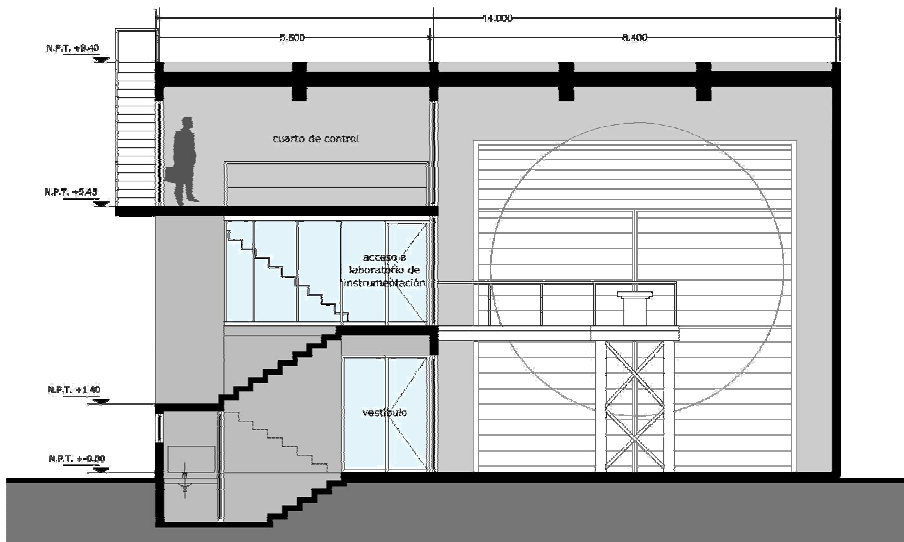 14.000
5.600
8.400
N.P.T. +8.40
cuarto de control
N.P.T. +5.45
acceso a
laboratorio de
instrumentación
N.P.T. +1.40
vestíbulo
N.P.T. +-0.00